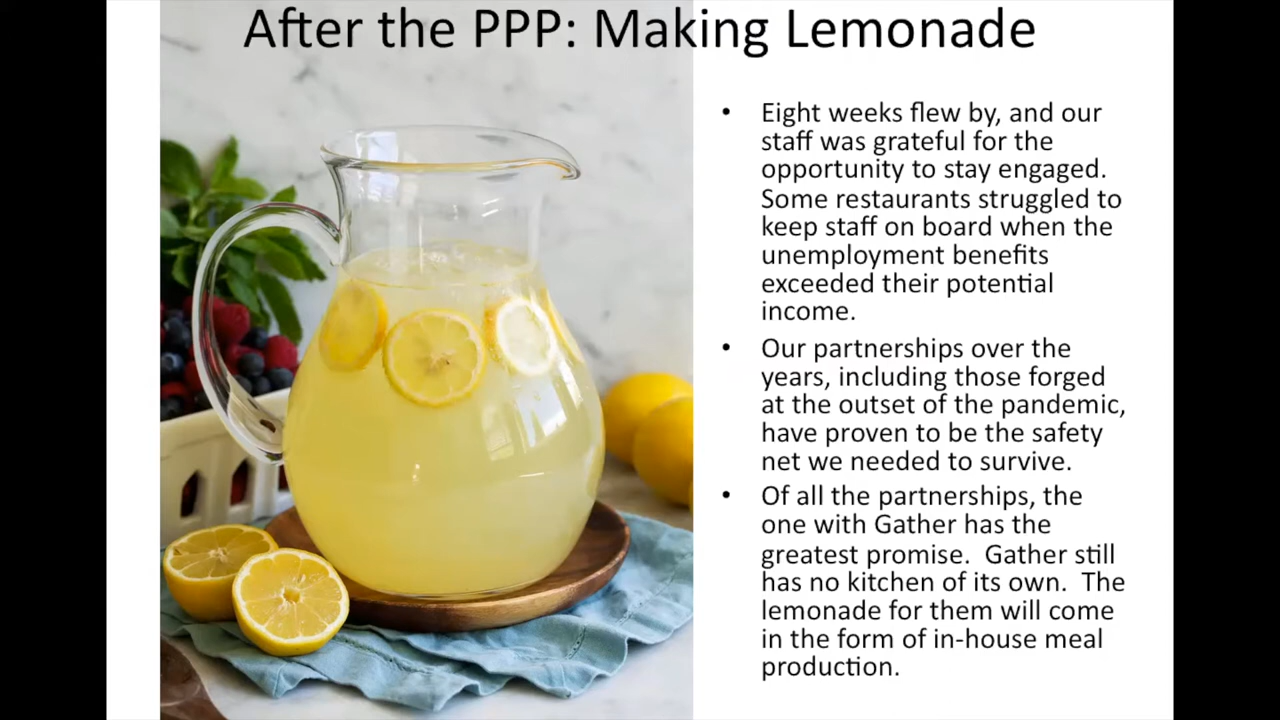 After the PPP: Making Lemonade
• Eight weeks flew by, and our
staff was grateful for the
opportunity to stay engaged.
Some restaurants struggled to
keep staff on board when the
unemployment benefits
exceeded their potential
income.
• Our partnerships over the
years, including those forged
at the outset of the pandemic,
have proven to be the safety
net we needed to survive.
• Of all the partnerships, the
one with Gather has the
greatest promise.  Gather still
has no kitchen of its own.  The
lemonade for them will come
in the form of in-house meal
production.